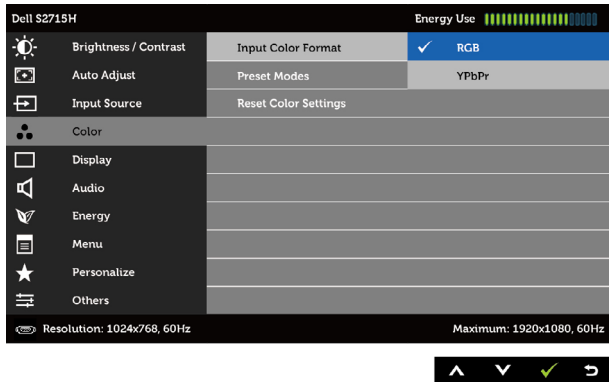 Dell S2715H Energy Use
Brightness / Contrast Input Color Format RGB
Auto Adjust Preset Modes YPbPr
Input Source Reset Color Settings
Color
Display
Audio
Energy
Menu
Personalize
Others
Resolution: 1024x768, 60Hz Maximum: 1920x1080, 60Hz